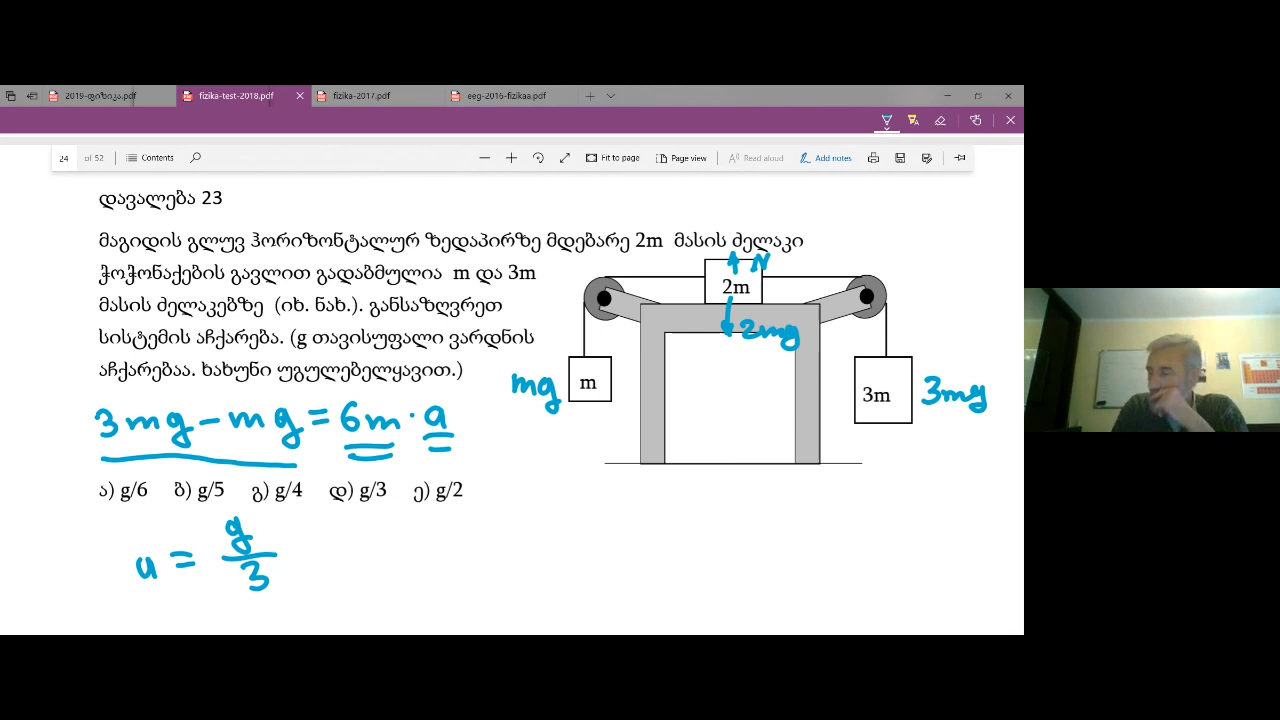 2019-ფიზიკა.pdf fizika-test-2018.pdf fizika-2017.pdf eeg-2016-fizikaa.pdf
24 of 52 Contents Fit to page Page view Read aloud Add notes
დავალება 23
მაგიდის გლუვ ჰორიზონტალურ ზედაპირზე მდებარე 2m მასის ძელაკი
ჭოჭონაქების გავლით გადაბმულია m და 3m
მასის ძელაკებზე (იხ. ნახ.). განსაზღვრეთ
სისტემის აჩქარება. (g თავისუფალი ვარდნის
აჩქარებაა. ხახუნი უგულებელყავით.)
N
2m
2mg
mg m
3m 3mg
3mg – mg = 6m · a
ა) g/6 ბ) g/5 გ) g/4 დ) g/3 ე) g/2
a = g/3